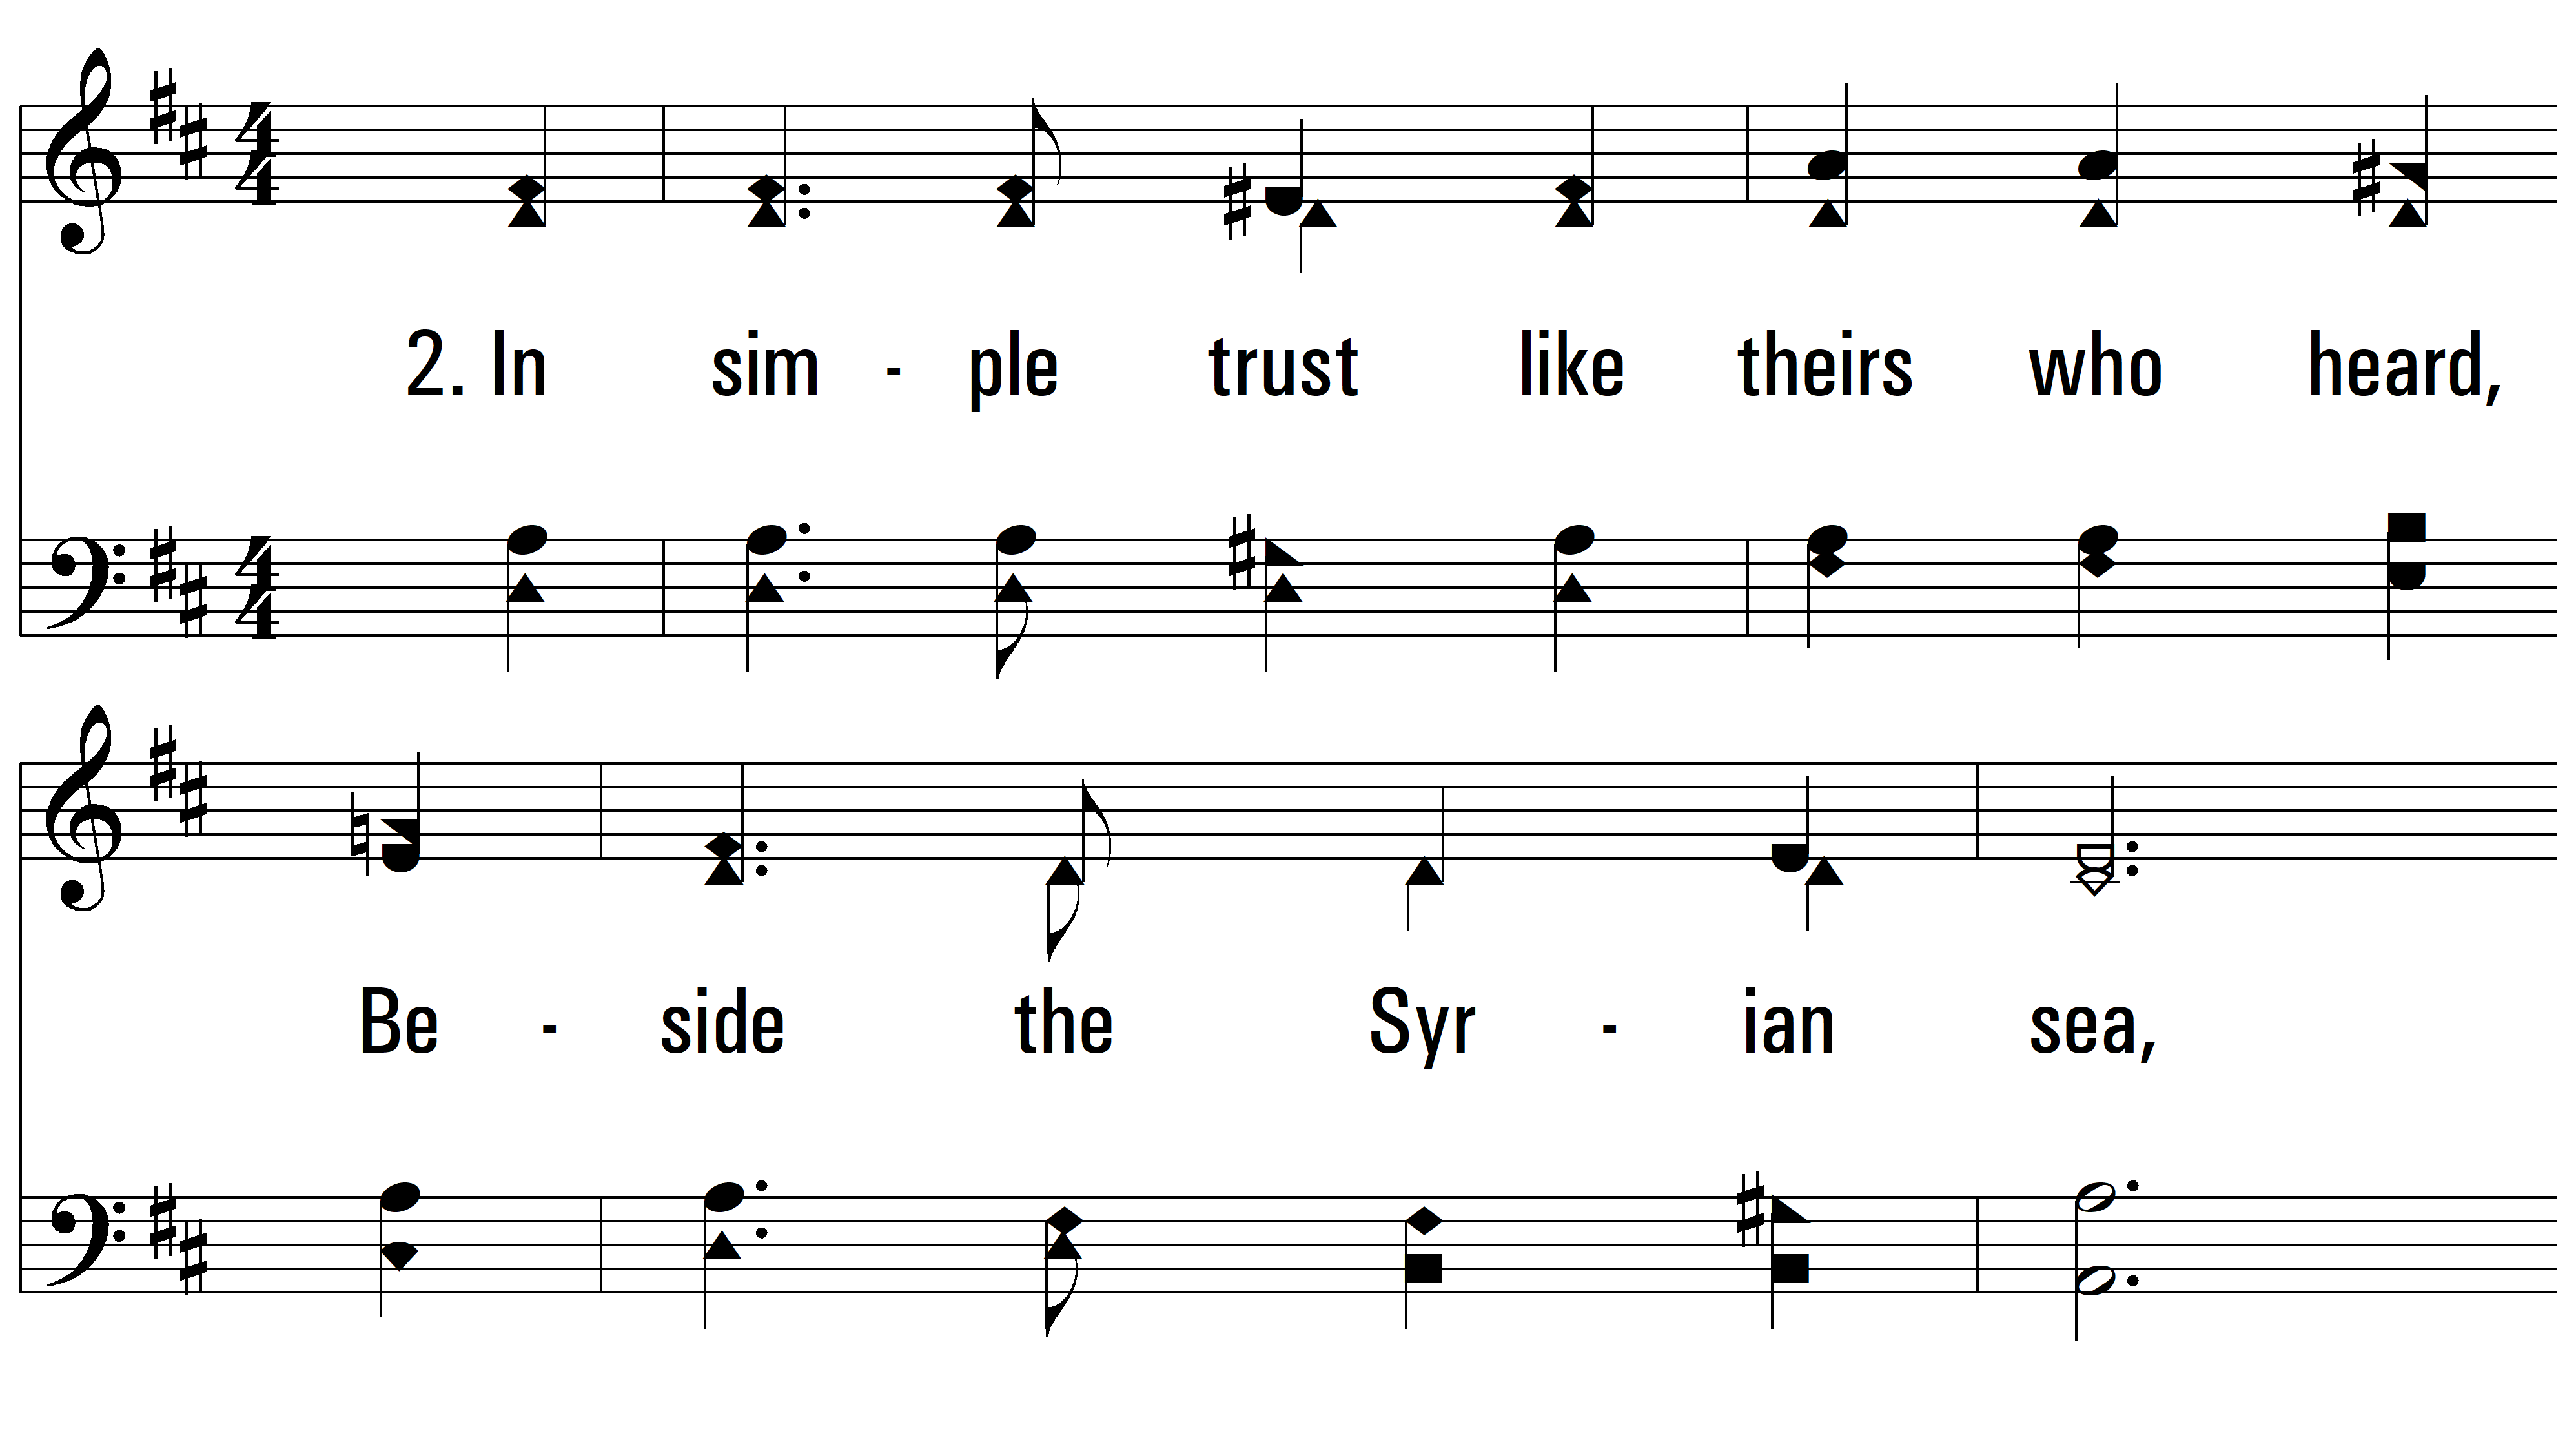 2. In sim - ple trust like theirs who heard,
Be - side the Syr - ian sea,